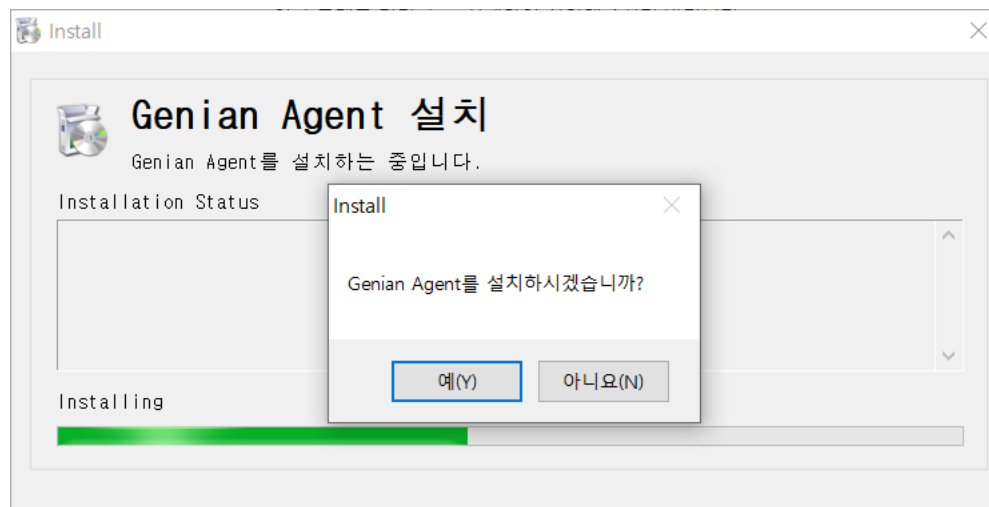 Install
Genian Agent 설치
Genian Agent를 설치하는 중입니다.
Installation Status
Install
Genian Agent를 설치하시겠습니까?
예(Y)
아니요(N)
Installing